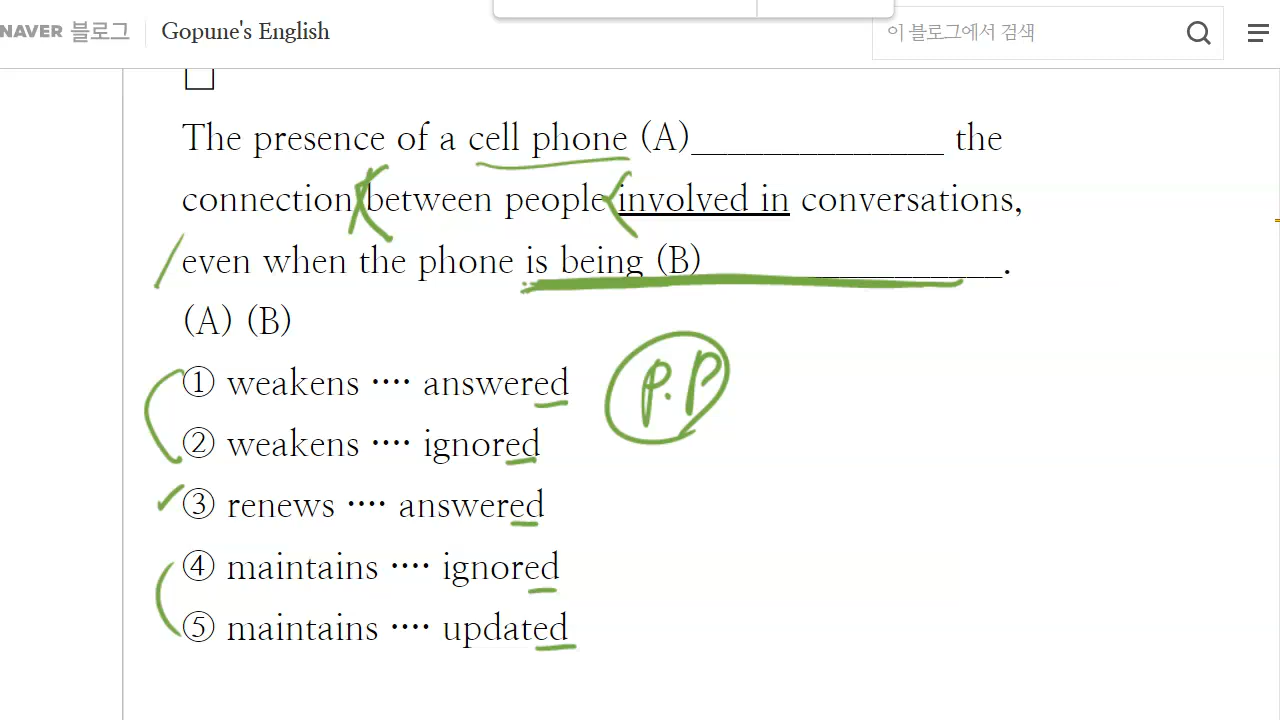 NAVER 블로그 Gopune's English 이 블로그에서 검색
The presence of a cell phone (A)______________ the
connection between people involved in conversations,
even when the phone is being (B) ______________.
(A) (B)
① weakens ···· answered p.p
② weakens ···· ignored
③ renews ···· answered
④ maintains ···· ignored
⑤ maintains ···· updated